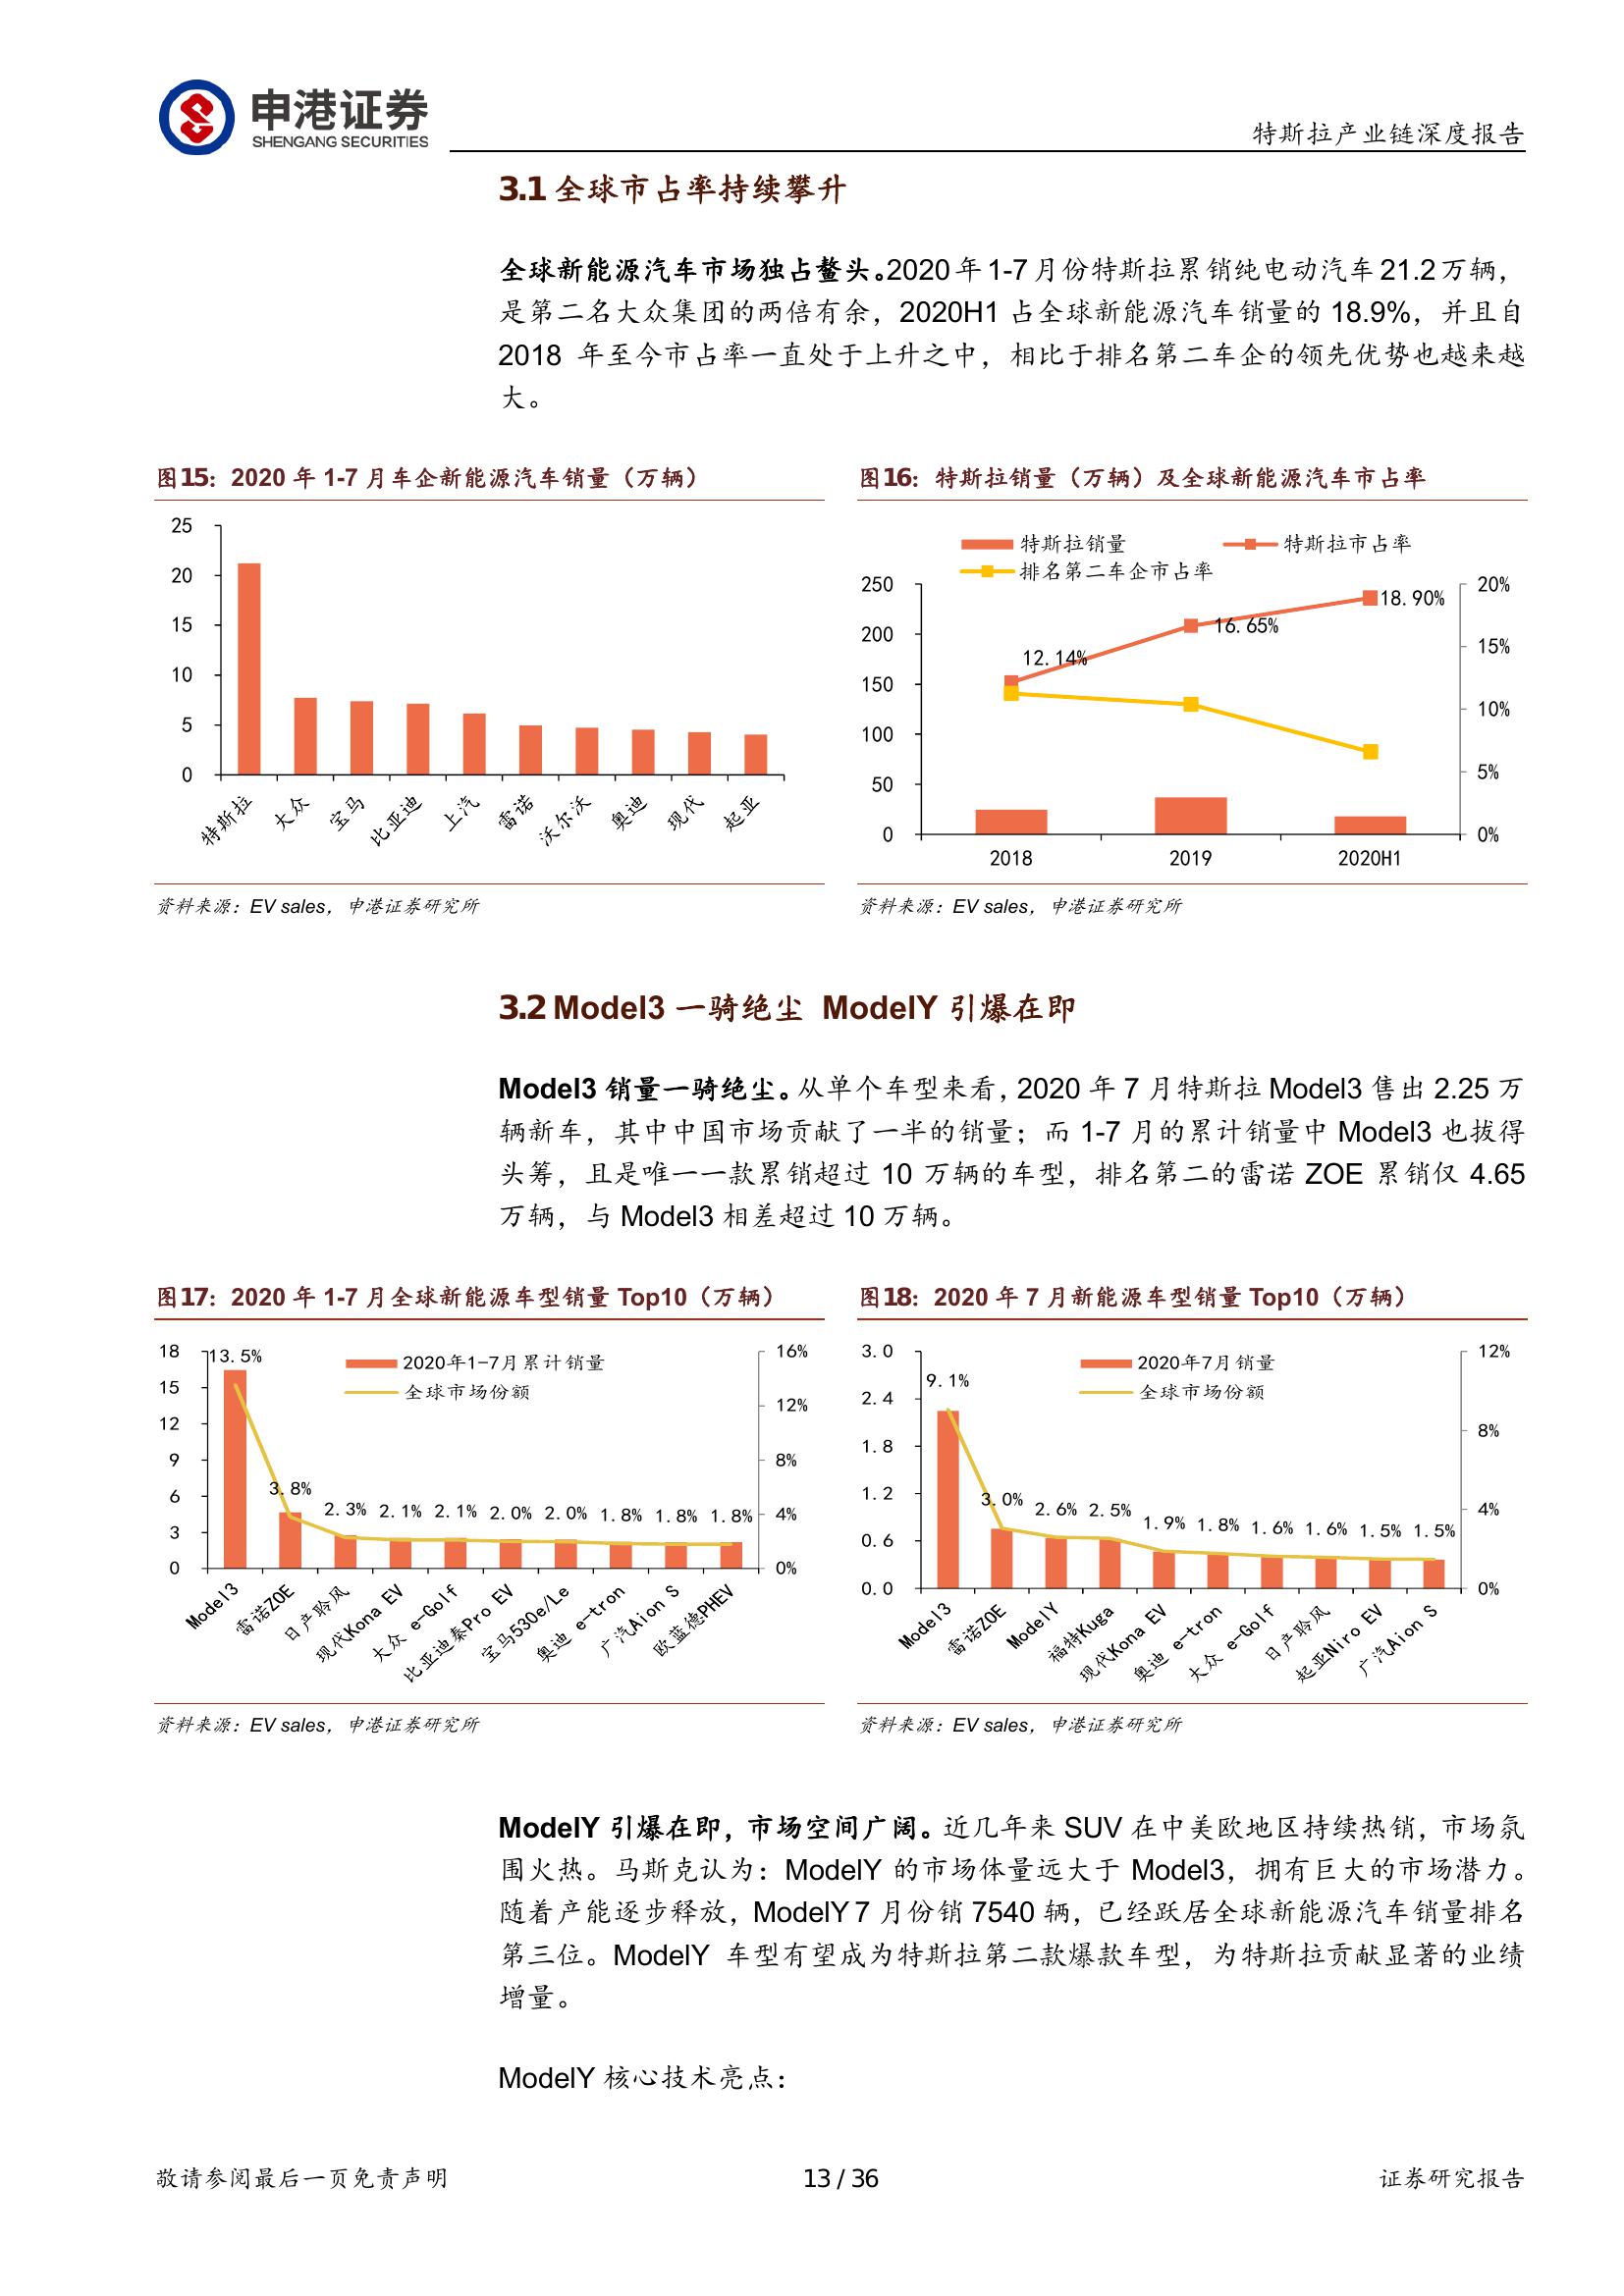 申港证券
SHENGANG SECURITIES
特斯拉产业链深度报告
3.1 全球市占率持续攀升
全球新能源汽车市场独占鳌头。2020 年 1-7 月份特斯拉累销纯电动汽车 21.2 万辆，
是第二名大众集团的两倍有余，2020H1 占全球新能源汽车销量的 18.9%，并且自
2018 年至今市占率一直处于上升之中，相比于排名第二车企的领先优势也越来越
大。
图15：2020 年 1-7 月车企新能源汽车销量（万辆）
25
20
15
10
5
0
特斯拉
大众
宝马
比亚迪
上汽
雷诺
沃尔沃
奥迪
现代
起亚
资料来源：EV sales，申港证券研究所
图16：特斯拉销量（万辆）及全球新能源汽车市占率
特斯拉销量
特斯拉市占率
排名第二车企市占率
250
200
150
100
50
0
20%
15%
10%
5%
0%
12.14%
16.65%
18.90%
2018
2019
2020H1
资料来源：EV sales，申港证券研究所
3.2 Model3 一骑绝尘 ModelY 引爆在即
Model3 销量一骑绝尘。从单个车型来看，2020 年 7 月特斯拉 Model3 售出 2.25 万
辆新车，其中中国市场贡献了一半的销量；而 1-7 月的累计销量中 Model3 也拔得
头筹，且是唯一一款累销超过 10 万辆的车型，排名第二的雷诺 ZOE 累销仅 4.65
万辆，与 Model3 相差超过 10 万辆。
图17：2020 年 1-7 月全球新能源车型销量 Top10（万辆）
18
15
12
9
6
3
0
2020年1-7月累计销量
全球市场份额
16%
12%
8%
4%
0%
13.5%
3.8%
2.3%
2.1%
2.1%
2.0%
2.0%
1.8%
1.8%
1.8%
Model3
雷诺ZOE
日产聆风
现代Kona EV
大众 e-Golf
比亚迪秦Pro EV
宝马530e/Le
奥迪 e-tron
广汽Aion S
欧蓝德PHEV
资料来源：EV sales，申港证券研究所
图18：2020 年 7 月新能源车型销量 Top10（万辆）
3.0
2.4
1.8
1.2
0.6
0.0
2020年7月销量
全球市场份额
12%
8%
4%
0%
9.1%
3.0%
2.6%
2.5%
1.9%
1.8%
1.6%
1.6%
1.5%
1.5%
Model3
雷诺ZOE
ModelY
福特Kuga
现代Kona EV
奥迪 e-tron
大众 e-Golf
日产聆风
起亚Niro EV
广汽Aion S
资料来源：EV sales，申港证券研究所
ModelY 引爆在即，市场空间广阔。近几年来 SUV 在中美欧地区持续热销，市场氛
围火热。马斯克认为：ModelY 的市场体量远大于 Model3，拥有巨大的市场潜力。
随着产能逐步释放，ModelY 7 月份销 7540 辆，已经跃居全球新能源汽车销量排名
第三位。ModelY 车型有望成为特斯拉第二款爆款车型，为特斯拉贡献显著的业绩
增量。
ModelY 核心技术亮点：
敬请参阅最后一页免责声明
13 / 36
证券研究报告